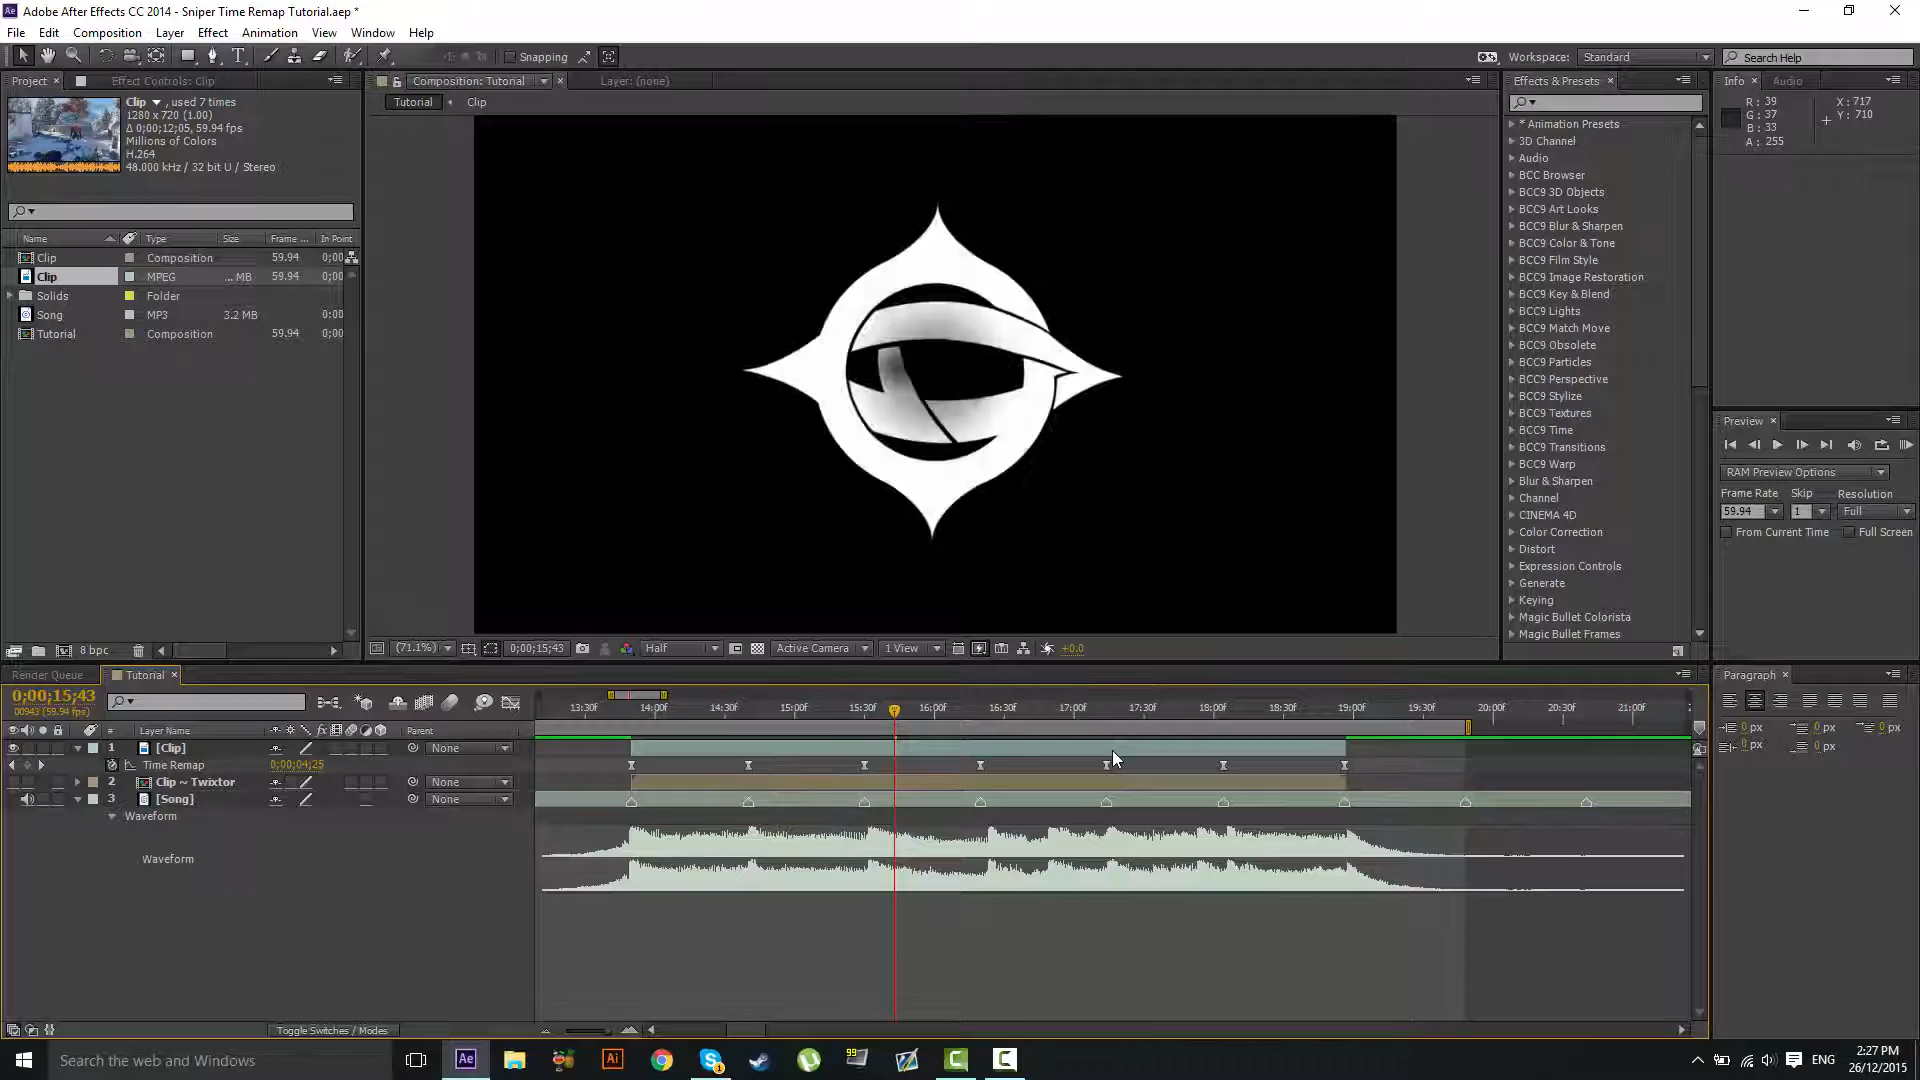 Adobe After Effects CC 2014 - Sniper Time Remap Tutorial.aep *
File Edit Composition Layer Effect Animation View Window Help
Snapping
Workspace: Standard
Search Help
Project × Effect Controls: Clip
Clip ▼ , used 7 times
1280 x 720 (1.00)
Δ 0;00;12;05, 59.94 fps
Millions of Colors
H.264
48.000 kHz / 32 bit U / Stereo
Name Type Size Frame ... In Point
Clip Composition 59.94 0;00
Clip MPEG ... MB 59.94 0;00
Solids Folder
Song MP3 3.2 MB 0;00
Tutorial Composition 59.94 0;00
8 bpc
Composition: Tutorial × Layer: (none)
Tutorial Clip
(71.1%) 0;00;15;43 Half Active Camera 1 View +0.0
Effects & Presets ×
* Animation Presets
3D Channel
Audio
BCC Browser
BCC9 3D Objects
BCC9 Art Looks
BCC9 Blur & Sharpen
BCC9 Color & Tone
BCC9 Film Style
BCC9 Image Restoration
BCC9 Key & Blend
BCC9 Lights
BCC9 Match Move
BCC9 Obsolete
BCC9 Particles
BCC9 Perspective
BCC9 Stylize
BCC9 Textures
BCC9 Time
BCC9 Transitions
BCC9 Warp
Blur & Sharpen
Channel
CINEMA 4D
Color Correction
Distort
Expression Controls
Generate
Keying
Magic Bullet Colorista
Magic Bullet Frames
Info × Audio
R: 39 X: 717
G: 37 Y: 710
B: 33
A: 255
Preview ×
RAM Preview Options
Frame Rate Skip Resolution
59.94 1 Full
From Current Time Full Screen
Render Queue Tutorial ×
0;00;15;43
00943 (59.94 fps)
13:30f 14:00f 14:30f 15:00f 15:30f 16:00f 16:30f 17:00f 17:30f 18:00f 18:30f 19:00f 19:30f 20:00f 20:30f 21:00f
# Layer Name Parent
1 [Clip] None
Time Remap 0;00;04;25
2 Clip ~ Twixtor None
3 [Song] None
Waveform
Waveform
Toggle Switches / Modes
Paragraph ×
0 px 0 px 0 px
0 px 0 px
Search the web and Windows
ENG
2:27 PM
26/12/2015